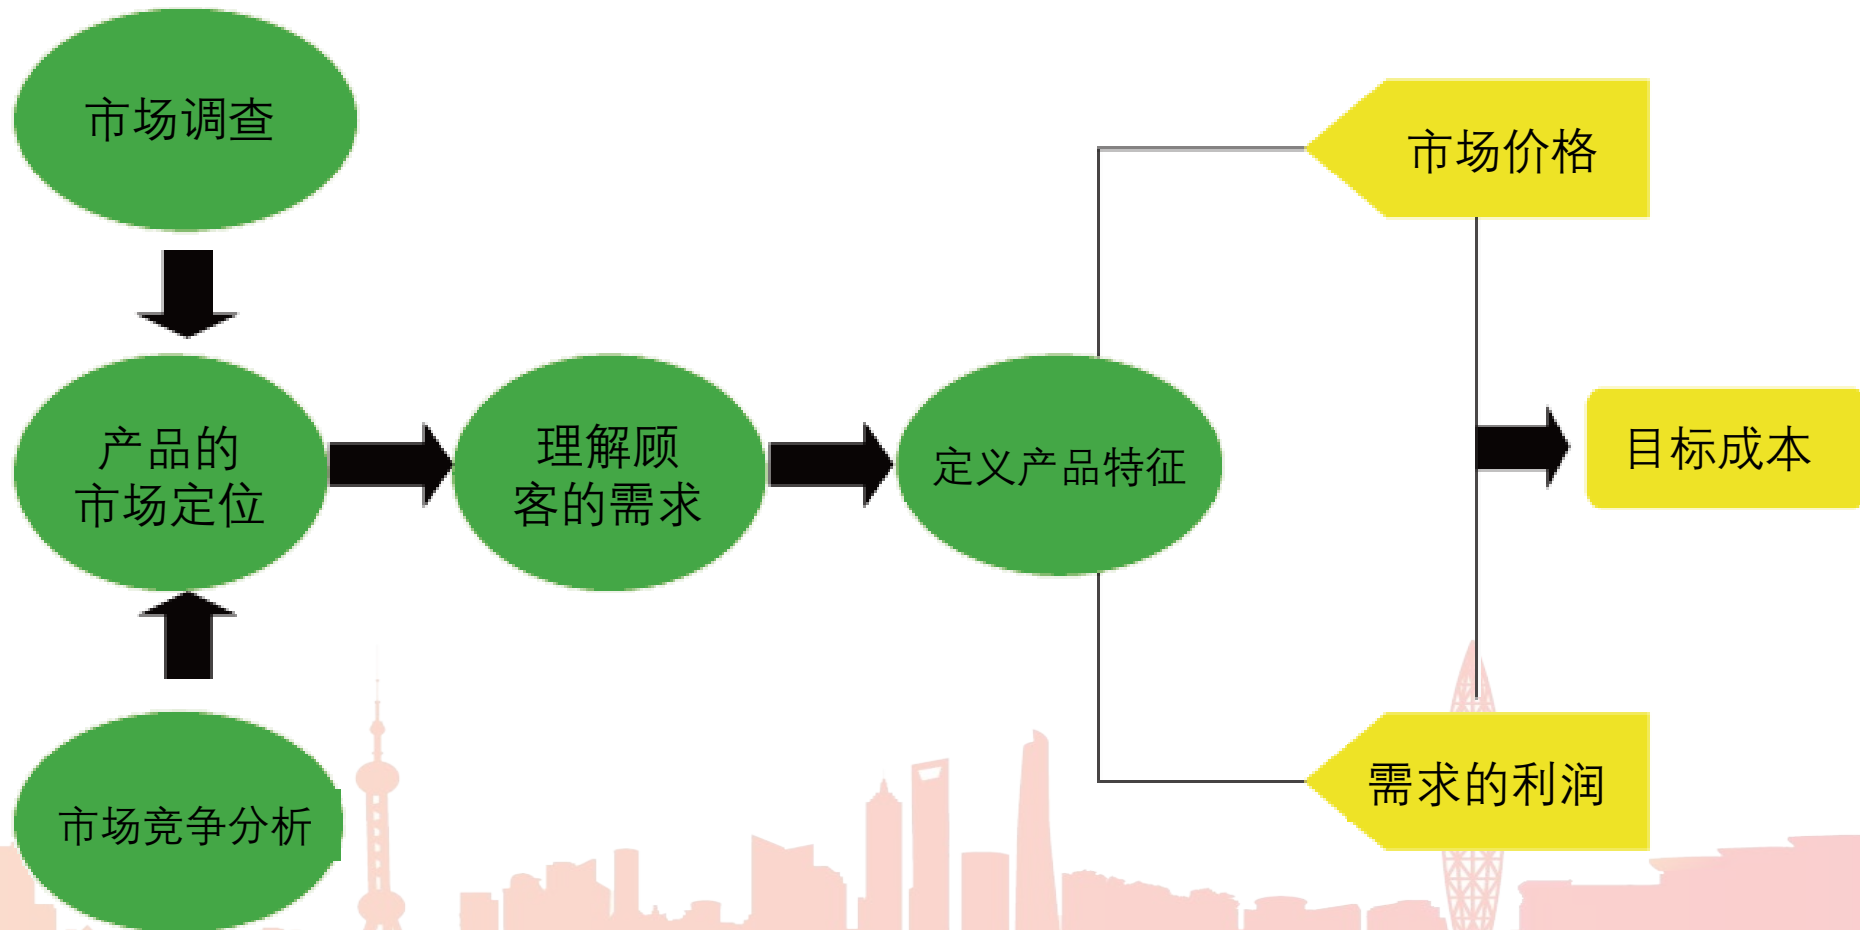 市场调查
市场价格
产品的
市场定位
理解顾
客的需求
定义产品特征
目标成本
市场竞争分析
需求的利润